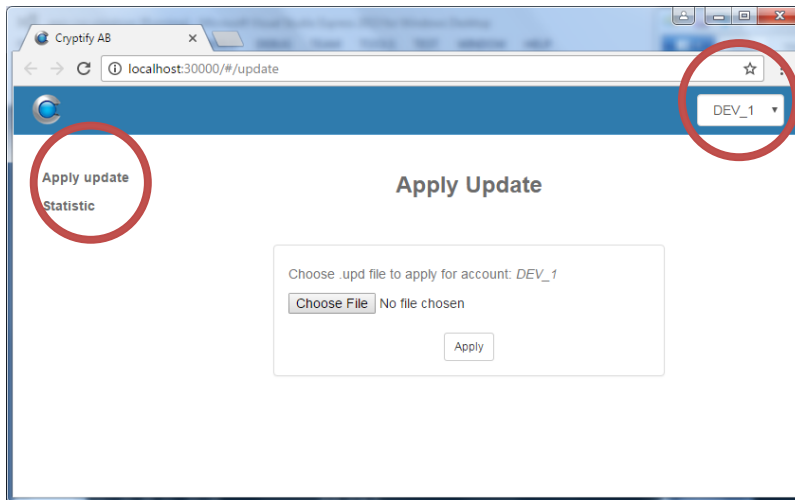 Cryptify AB
localhost:30000/#/update
DEV_1
Apply update
Statistic
Apply Update
Choose .upd file to apply for account: DEV_1
Choose File No file chosen
Apply